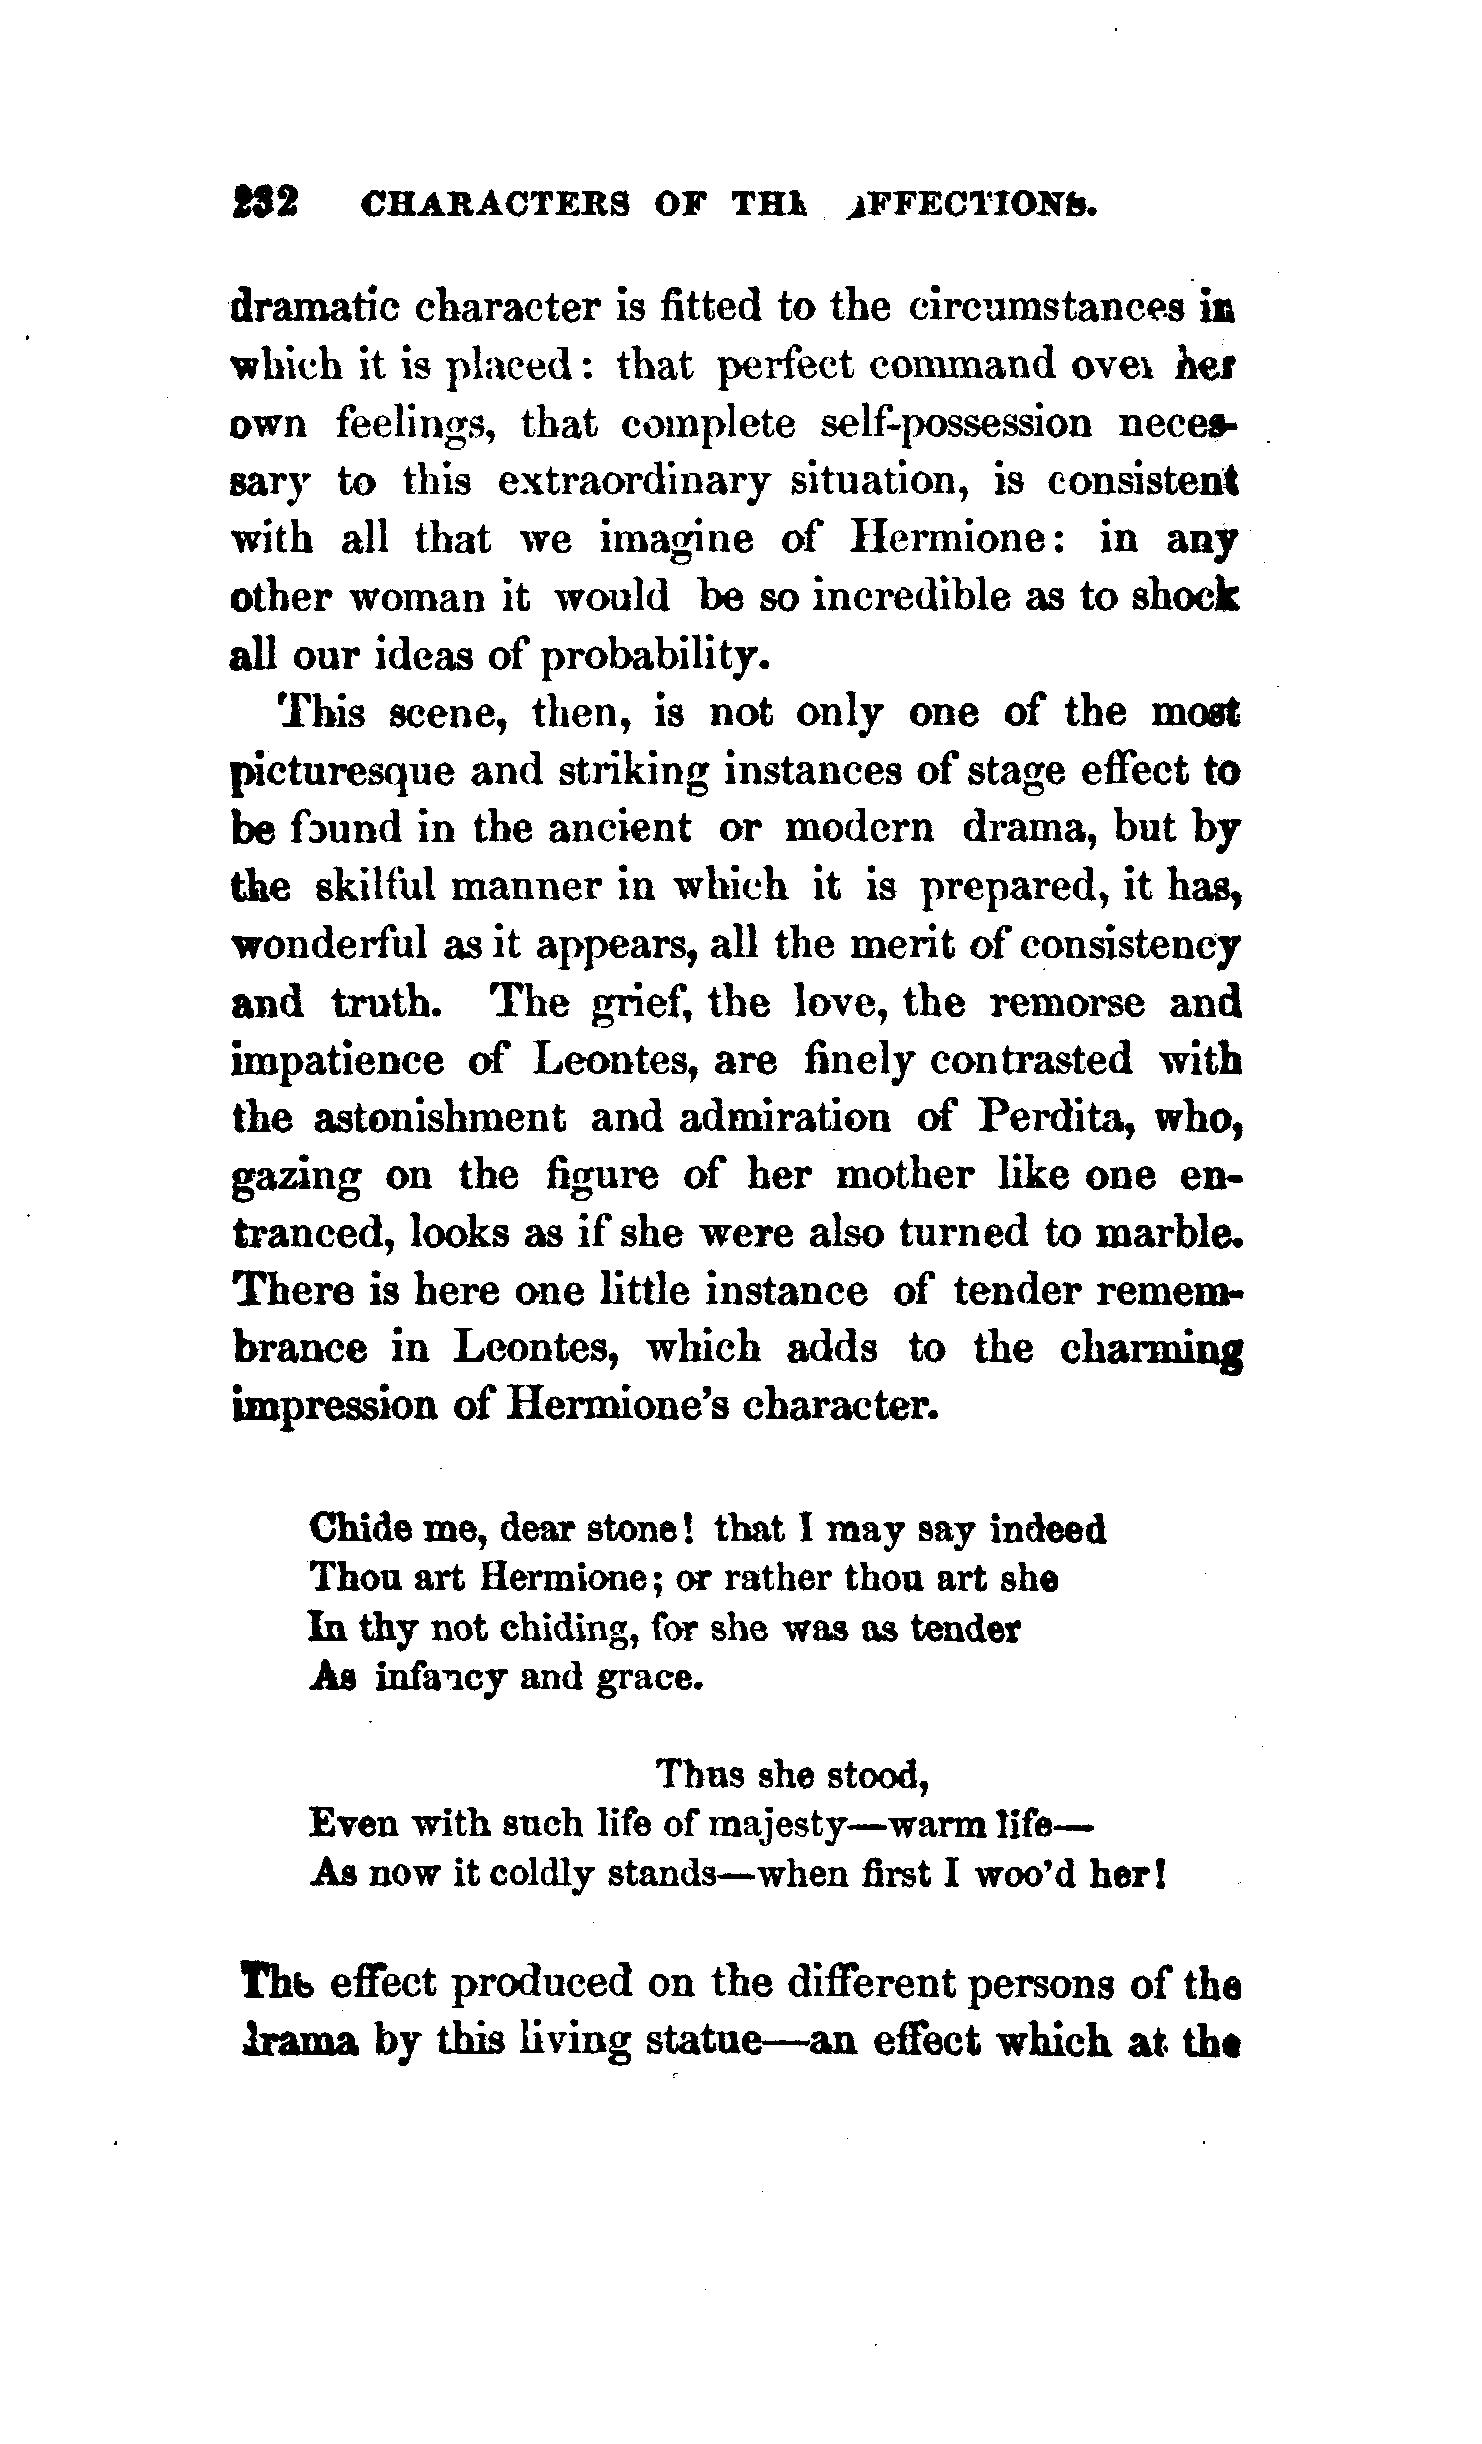 232 CHARACTERS OF THE AFFECTIONS.
dramatic character is fitted to the circumstances in
which it is placed: that perfect command over her
own feelings, that complete self-possession neces-
sary to this extraordinary situation, is consistent
with all that we imagine of Hermione: in any
other woman it would be so incredible as to shock
all our ideas of probability.
This scene, then, is not only one of the most
picturesque and striking instances of stage effect to
be found in the ancient or modern drama, but by
the skilful manner in which it is prepared, it has,
wonderful as it appears, all the merit of consistency
and truth. The grief, the love, the remorse and
impatience of Leontes, are finely contrasted with
the astonishment and admiration of Perdita, who,
gazing on the figure of her mother like one en-
tranced, looks as if she were also turned to marble.
There is here one little instance of tender remem-
brance in Leontes, which adds to the charming
impression of Hermione's character.
Chide me, dear stone! that I may say indeed
Thou art Hermione; or rather thou art she
In thy not chiding, for she was as tender
As infancy and grace.
Thus she stood,
Even with such life of majesty—warm life—
As now it coldly stands—when first I woo'd her!
The effect produced on the different persons of the
drama by this living statue—an effect which at the